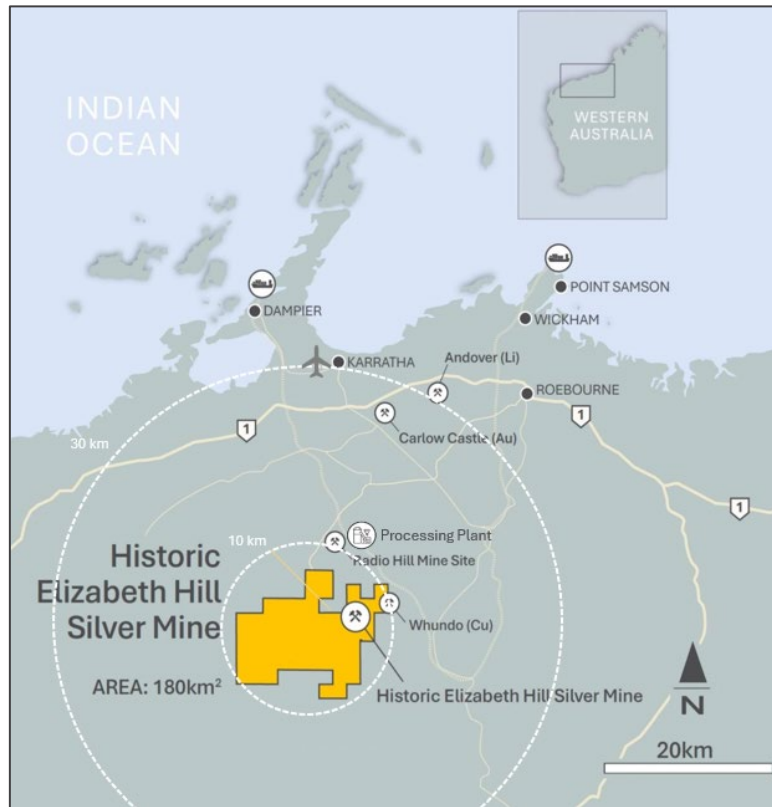 INDIAN
OCEAN
WESTERN
AUSTRALIA
POINT SAMSON
DAMPIER
WICKHAM
Andover (Li)
KARRATHA
ROEBOURNE
Carlow Castle (Au)
1
1
1
30 km
10 km
Processing Plant
Radio Hill Mine Site
Historic
Elizabeth Hill
Silver Mine
Whundo (Cu)
AREA: 180km²
Historic Elizabeth Hill Silver Mine
N
20km